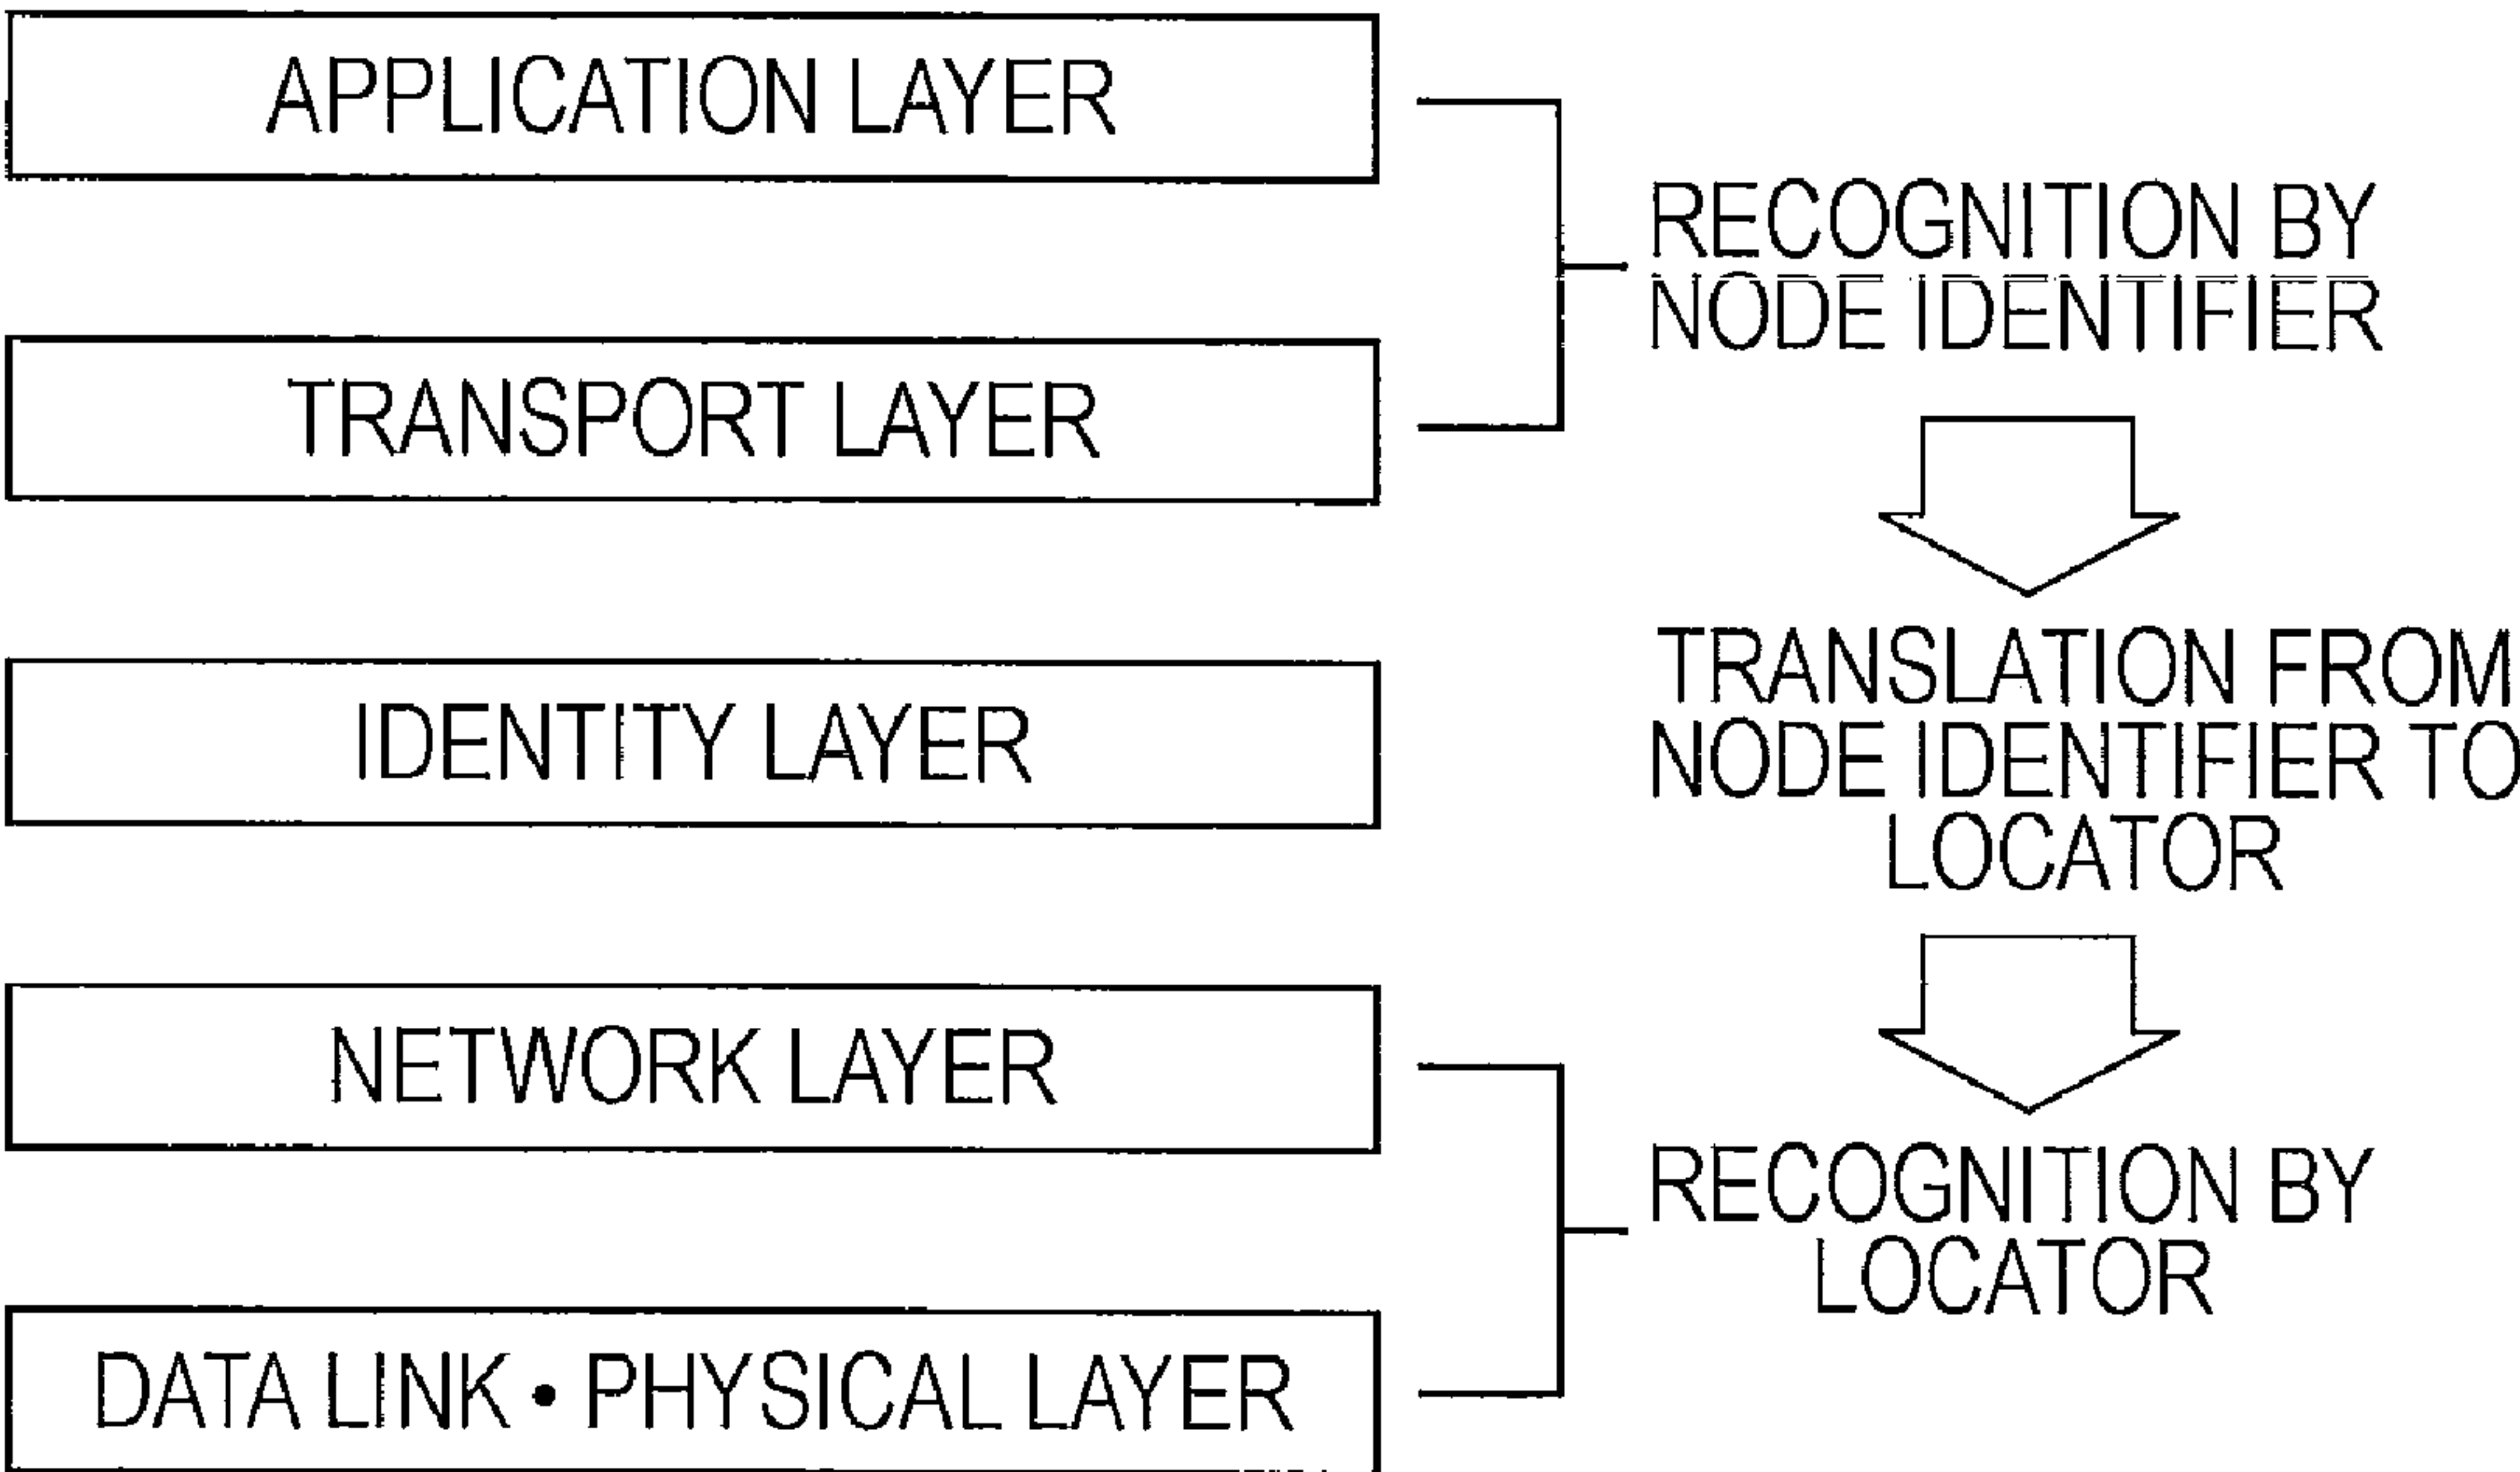 APPLICATION LAYER
RECOGNITION BY
NODE IDENTIFIER
TRANSPORT LAYER
TRANSLATION FROM
NODE IDENTIFIER TO
LOCATOR
IDENTITY LAYER
NETWORK LAYER
RECOGNITION BY
LOCATOR
DATA LINK • PHYSICAL LAYER